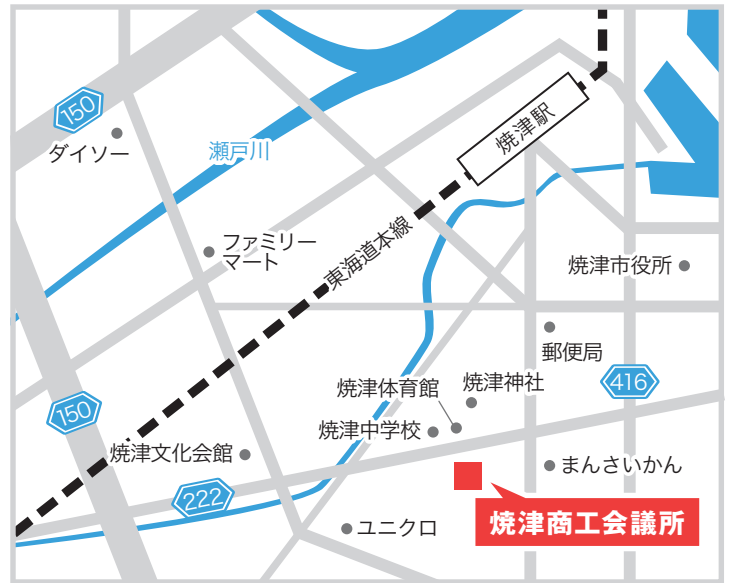 150
ダイソー
瀬戸川
焼津駅
ファミリー
マート
東海道本線
焼津市役所
郵便局
416
焼津体育館
焼津神社
150
焼津中学校
焼津文化会館
まんさいかん
222
ユニクロ
焼津商工会議所